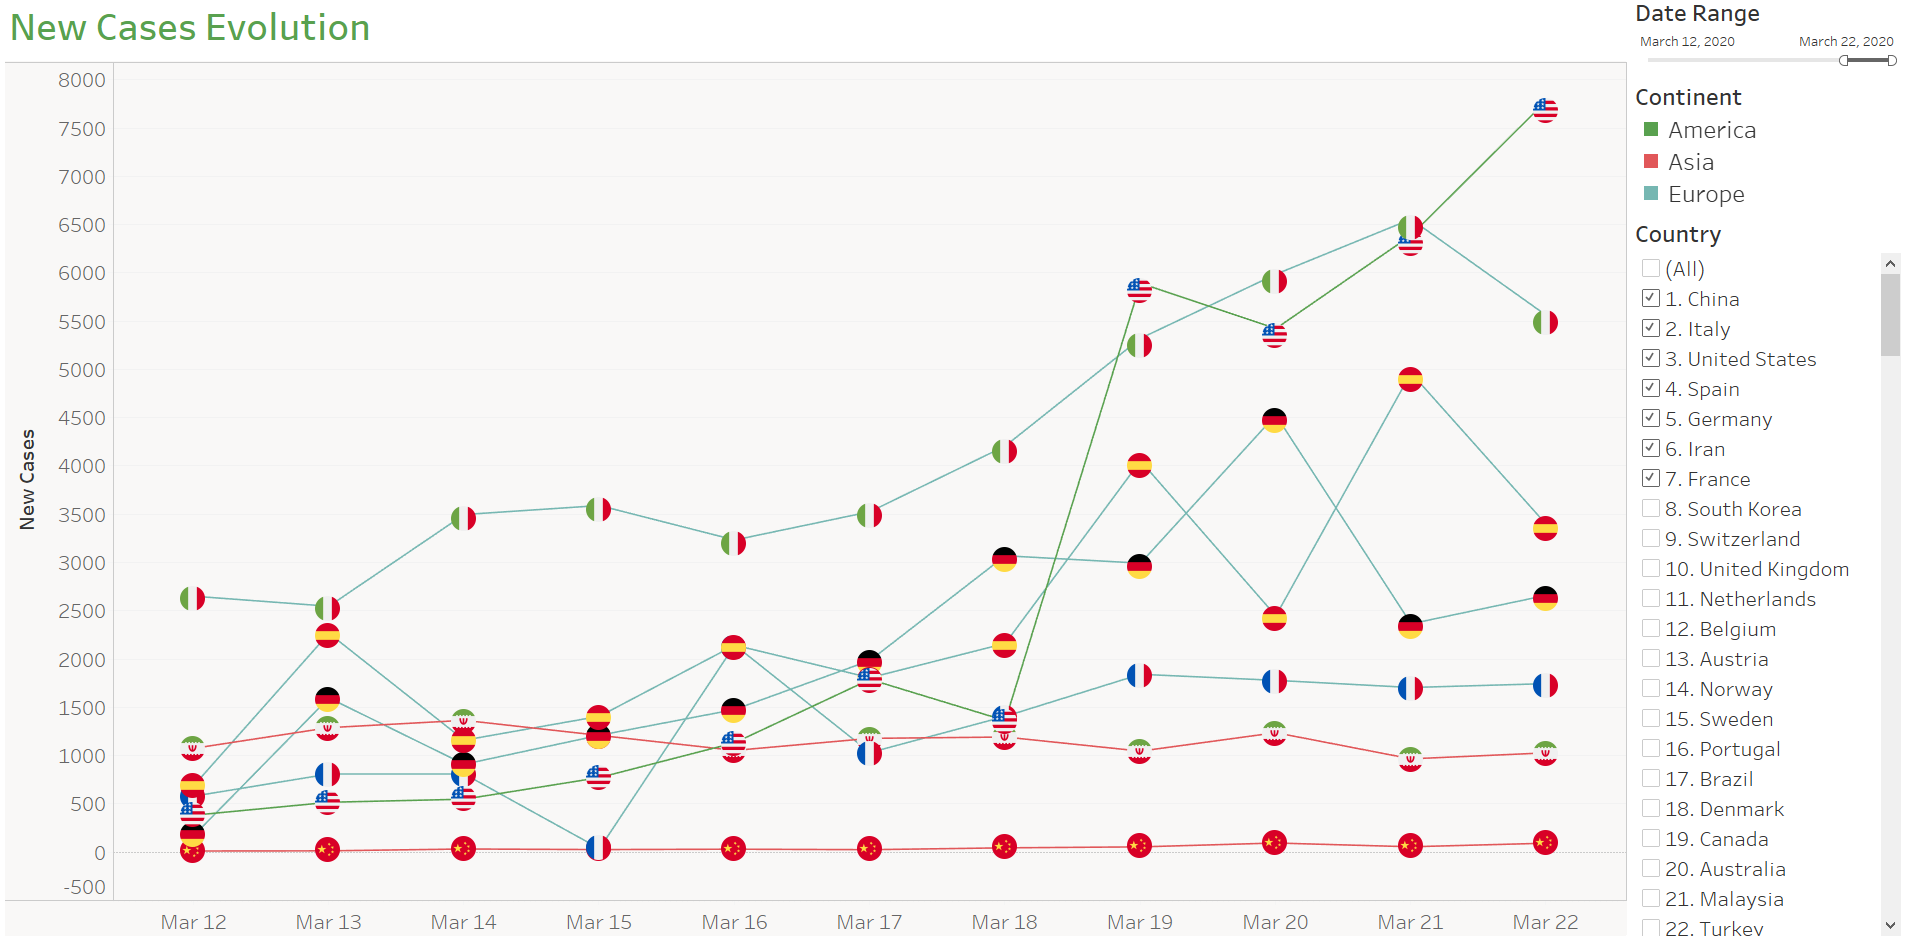 New Cases Evolution
8000
7500
7000
6500
6000
5500
5000
4500
4000
3500
3000
2500
2000
1500
1000
500
0
-500
New Cases
Mar 12 Mar 13 Mar 14 Mar 15 Mar 16 Mar 17 Mar 18 Mar 19 Mar 20 Mar 21 Mar 22
Date Range
March 12, 2020 March 22, 2020
Continent
America
Asia
Europe
Country
(All)
1. China
2. Italy
3. United States
4. Spain
5. Germany
6. Iran
7. France
8. South Korea
9. Switzerland
10. United Kingdom
11. Netherlands
12. Belgium
13. Austria
14. Norway
15. Sweden
16. Portugal
17. Brazil
18. Denmark
19. Canada
20. Australia
21. Malaysia
22. Turkey